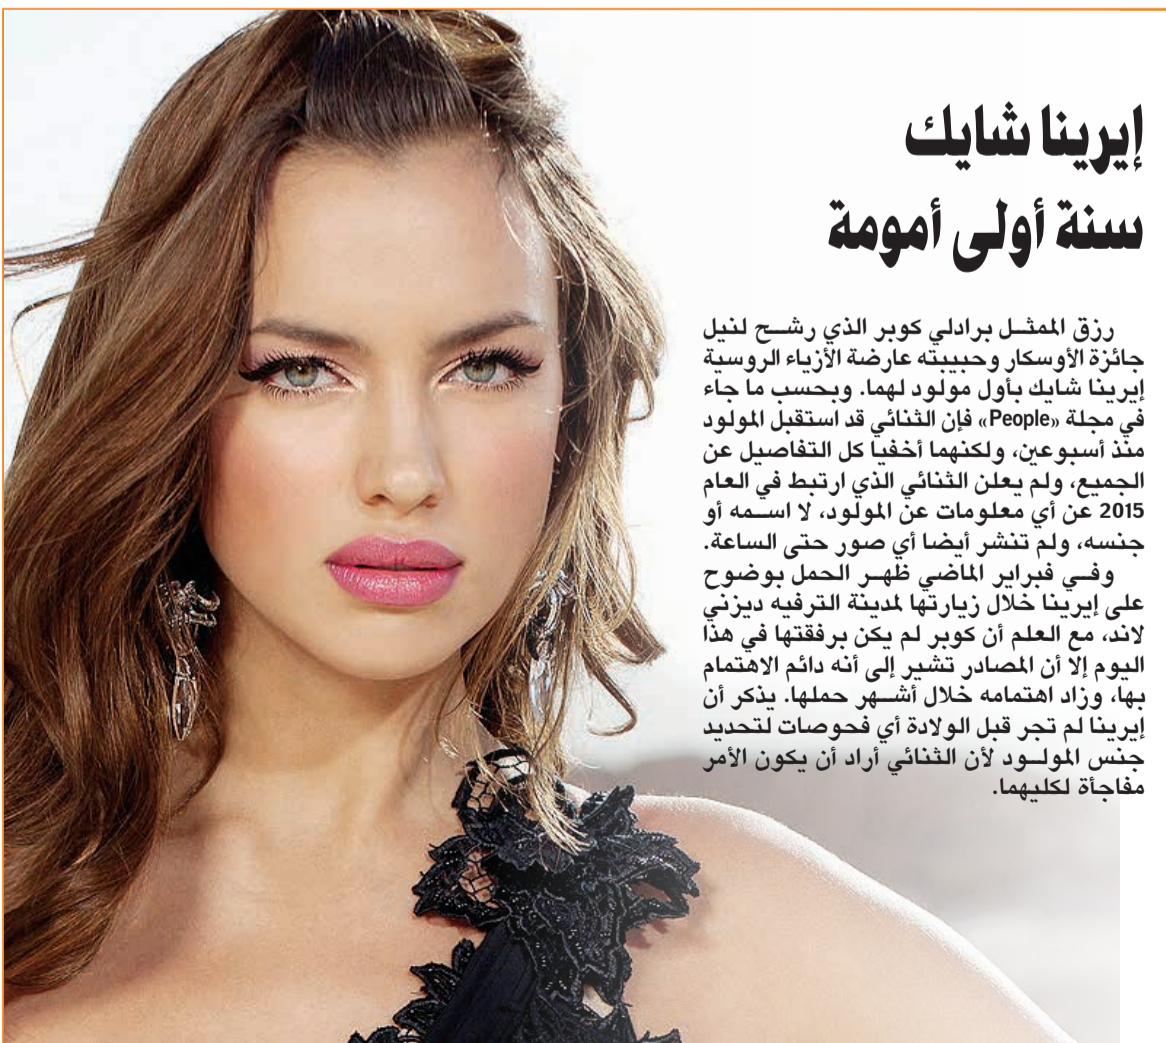 إيرينا شايك
سنة أولى أمومة
رزق الممثل برادلي كوبر الذي رشح لنيل
جائزة الأوسكار وحبيبته عارضة الأزياء الروسية
إيرينا شايك بأول مولود لهما. وبحسب ما جاء
في مجلة «People» فإن الثنائي قد استقبل المولود
منذ أسبوعين، ولكنهما أخفيا كل التفاصيل عن
الجميع، ولم يعلن الثنائي الذي ارتبط في العام
2015 عن أي معلومات عن المولود، لا اسمه أو
جنسه، ولم تنشر أيضا أي صور حتى الساعة.
وفي فبراير الماضي ظهر الحمل بوضوح
على إيرينا خلال زيارتها لمدينة الترفيه ديزني
لاند، مع العلم أن كوبر لم يكن برفقتها في هذا
اليوم إلا أن المصادر تشير إلى أنه دائم الاهتمام
بها، وزاد اهتمامه خلال أشهر حملها. يذكر أن
إيرينا لم تجر قبل الولادة أي فحوصات لتحديد
جنس المولود لأن الثنائي أراد أن يكون الأمر
مفاجأة لكليهما.